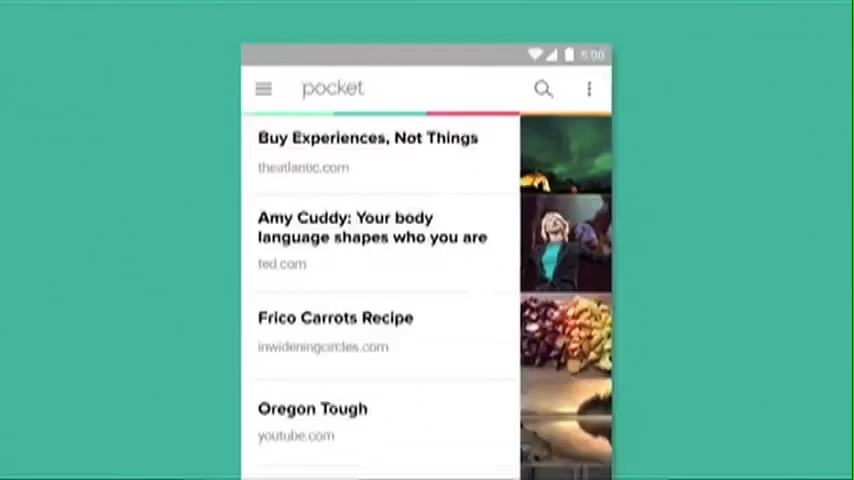 5:00
pocket
Buy Experiences, Not Things
theatlantic.com
Amy Cuddy: Your body
language shapes who you are
ted.com
Frico Carrots Recipe
inwideningcircles.com
Oregon Tough
youtube.com